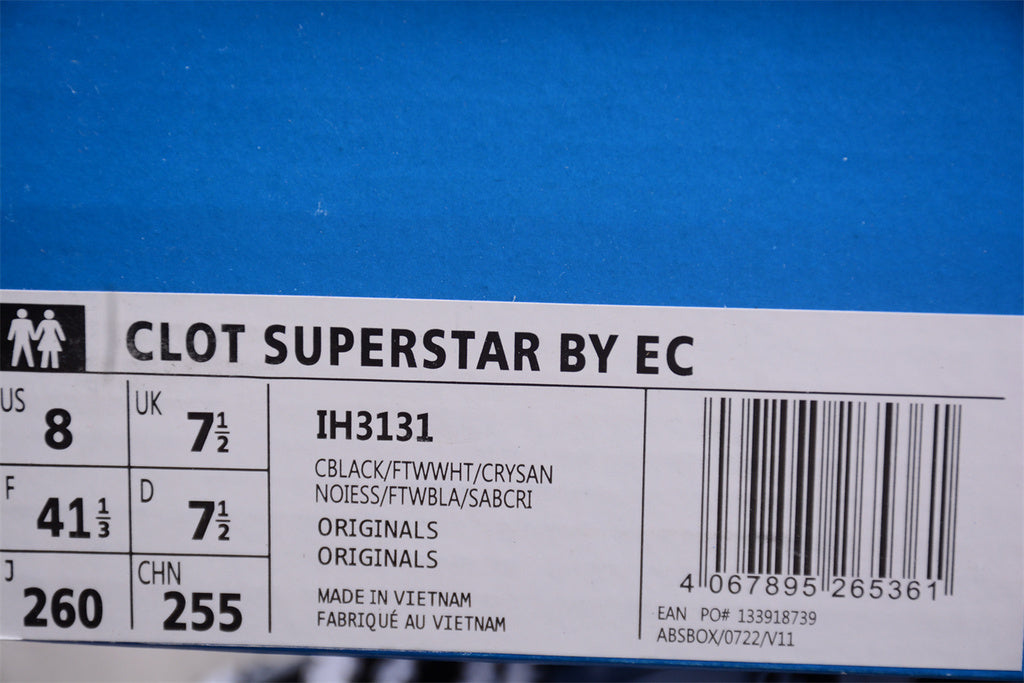 CLOT SUPERSTAR BY EC
US 8
UK 7½
F 41⅓
D 7½
J 260
CHN 255
IH3131
CBLACK/FTWWHT/CRYSAN
NOIESS/FTWBLA/SABCRI
ORIGINALS
ORIGINALS
MADE IN VIETNAM
FABRIQUÉ AU VIETNAM
4 067895 265361
EAN PO# 133918739
ABSBOX/0722/V11